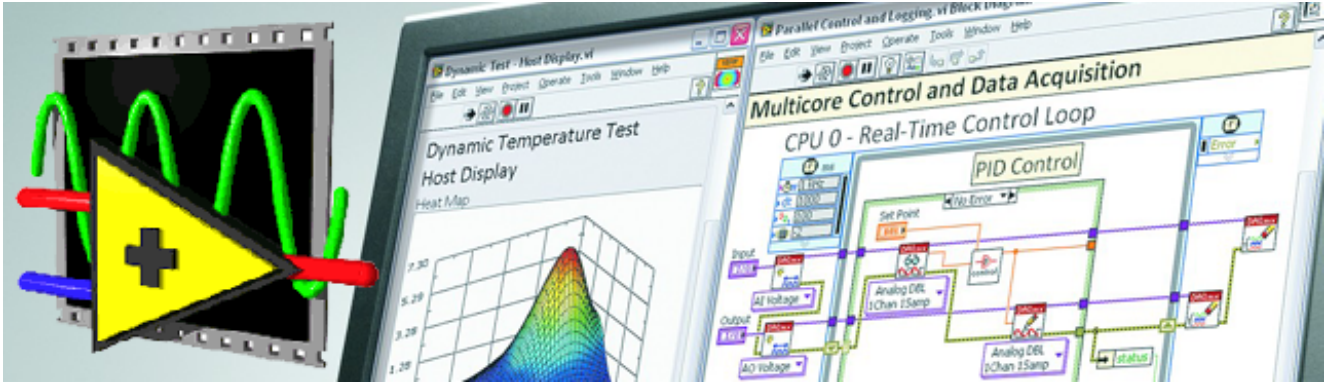 Dynamic Test - Host Display.vi
File Edit View Project Operate Tools Window Help
Dynamic Temperature Test
Host Display
Heat Map
7.30
5.29
3.28
1.28
Parallel Control and Logging.vi Block Diagram
File Edit View Project Operate Tools Window Help
Multicore Control and Data Acquisition
CPU 0 - Real-Time Control Loop
PID Control
Error
No Error
Set Point
DBL
Input
control
AI Voltage
Analog DBL
1Chan 1Samp
Output
AO Voltage
Analog DBL
1Chan 1Samp
status